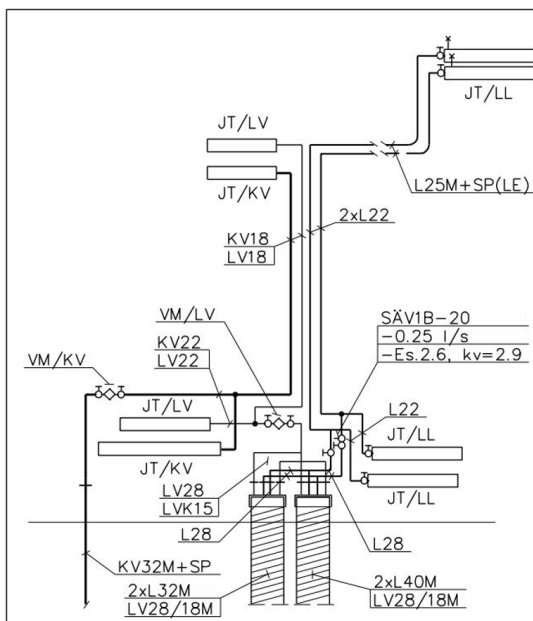 JT/LL
JT/LV
JT/KV
L25M+SP(LE)
2xL22
KV18
LV18
VM/LV
SÄV1B-20
-0.25 l/s
-Es.2.6, kv=2.9
KV22
LV22
VM/KV
L22
JT/LV
JT/LL
JT/KV
JT/LL
LV28
LVK15
L28
L28
KV32M+SP
2xL32M
LV28/18M
2xL40M
LV28/18M